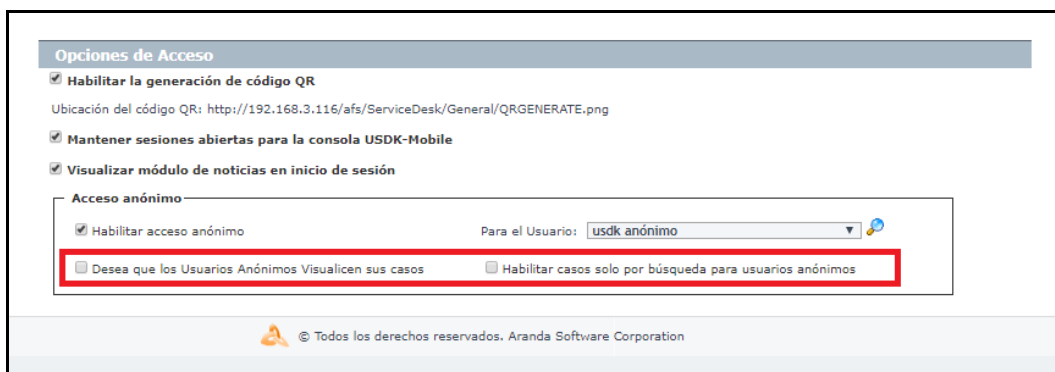 Opciones de Acceso
Habilitar la generación de código QR
Ubicación del código QR: http://192.168.3.116/afs/ServiceDesk/General/QRGENERATE.png
Mantener sesiones abiertas para la consola USDK-Mobile
Visualizar módulo de noticias en inicio de sesión
Acceso anónimo
Habilitar acceso anónimo Para el Usuario: usdk anónimo
Desea que los Usuarios Anónimos Visualicen sus casos Habilitar casos solo por búsqueda para usuarios anónimos
© Todos los derechos reservados. Aranda Software Corporation